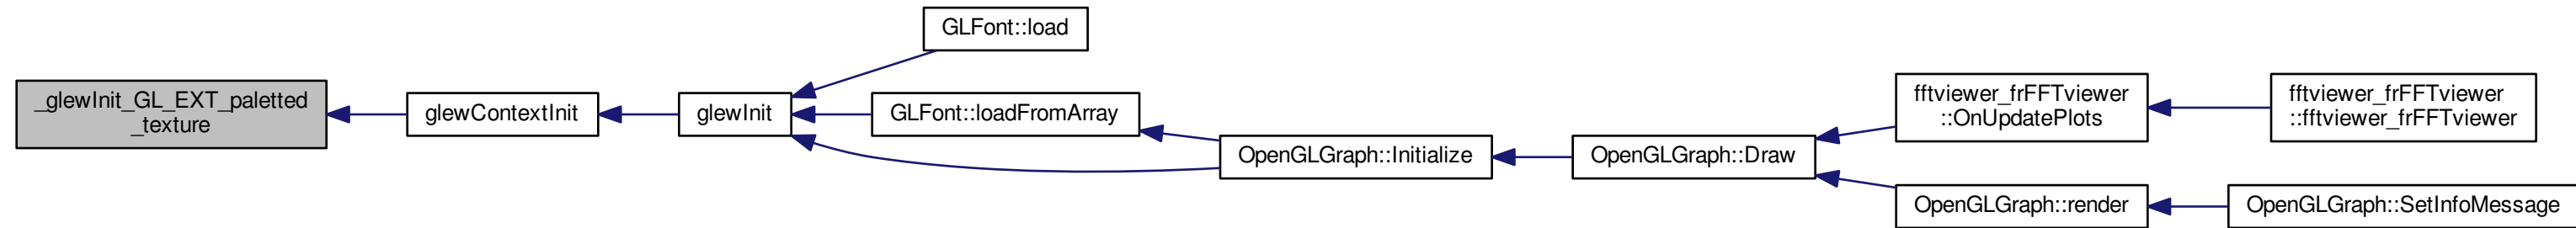 _glewInit_GL_EXT_paletted
_texture
glewContextInit
glewInit
GLFont::load
GLFont::loadFromArray
OpenGLGraph::Initialize
OpenGLGraph::Draw
fftviewer_frFFTviewer
::OnUpdatePlots
fftviewer_frFFTviewer
::fftviewer_frFFTviewer
OpenGLGraph::render
OpenGLGraph::SetInfoMessage